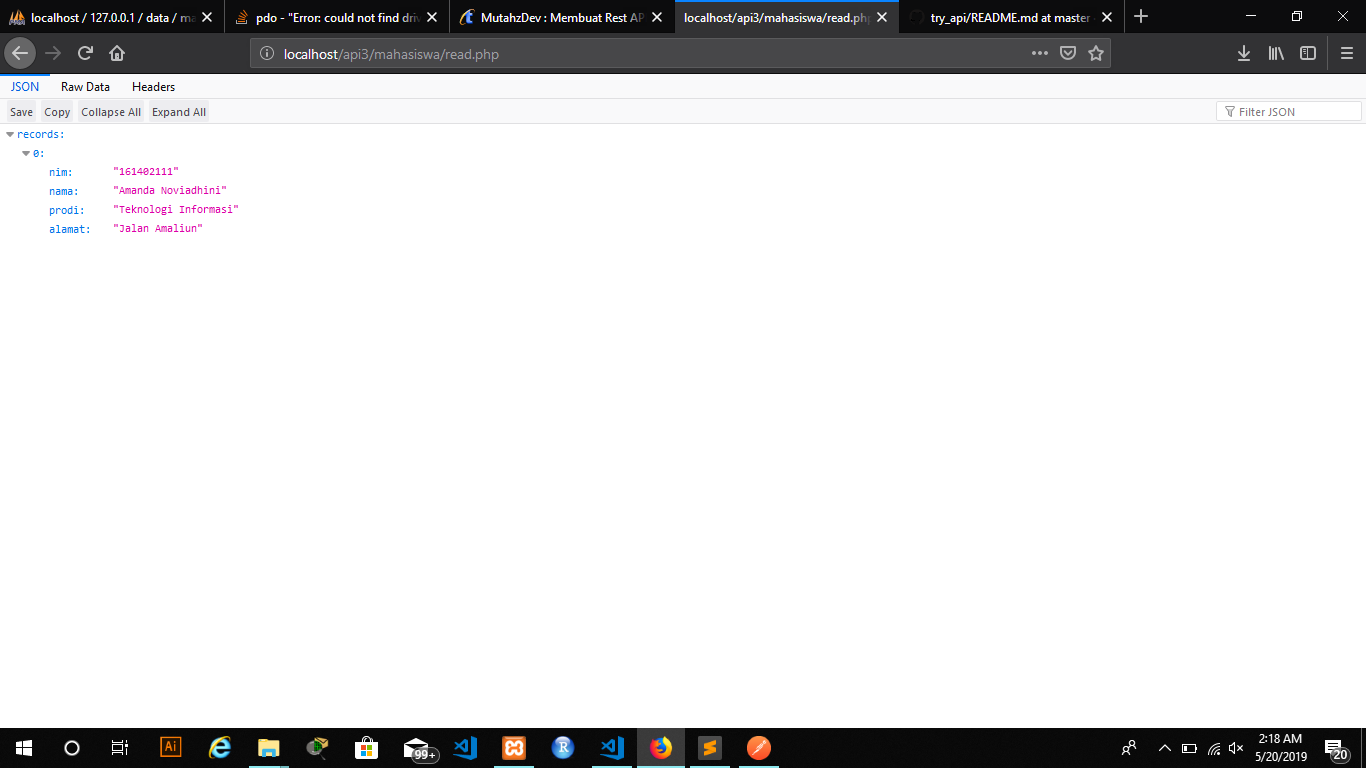 localhost / 127.0.0.1 / data / ma
pdo - "Error: could not find driv
MutahzDev : Membuat Rest AP
localhost/api3/mahasiswa/read.php
try_api/README.md at master
localhost/api3/mahasiswa/read.php
JSON Raw Data Headers
Save Copy Collapse All Expand All Filter JSON
records:
0:
nim: "161402111"
nama: "Amanda Noviadhini"
prodi: "Teknologi Informasi"
alamat: "Jalan Amaliun"
Ai
99+
R
2:18 AM
5/20/2019
20